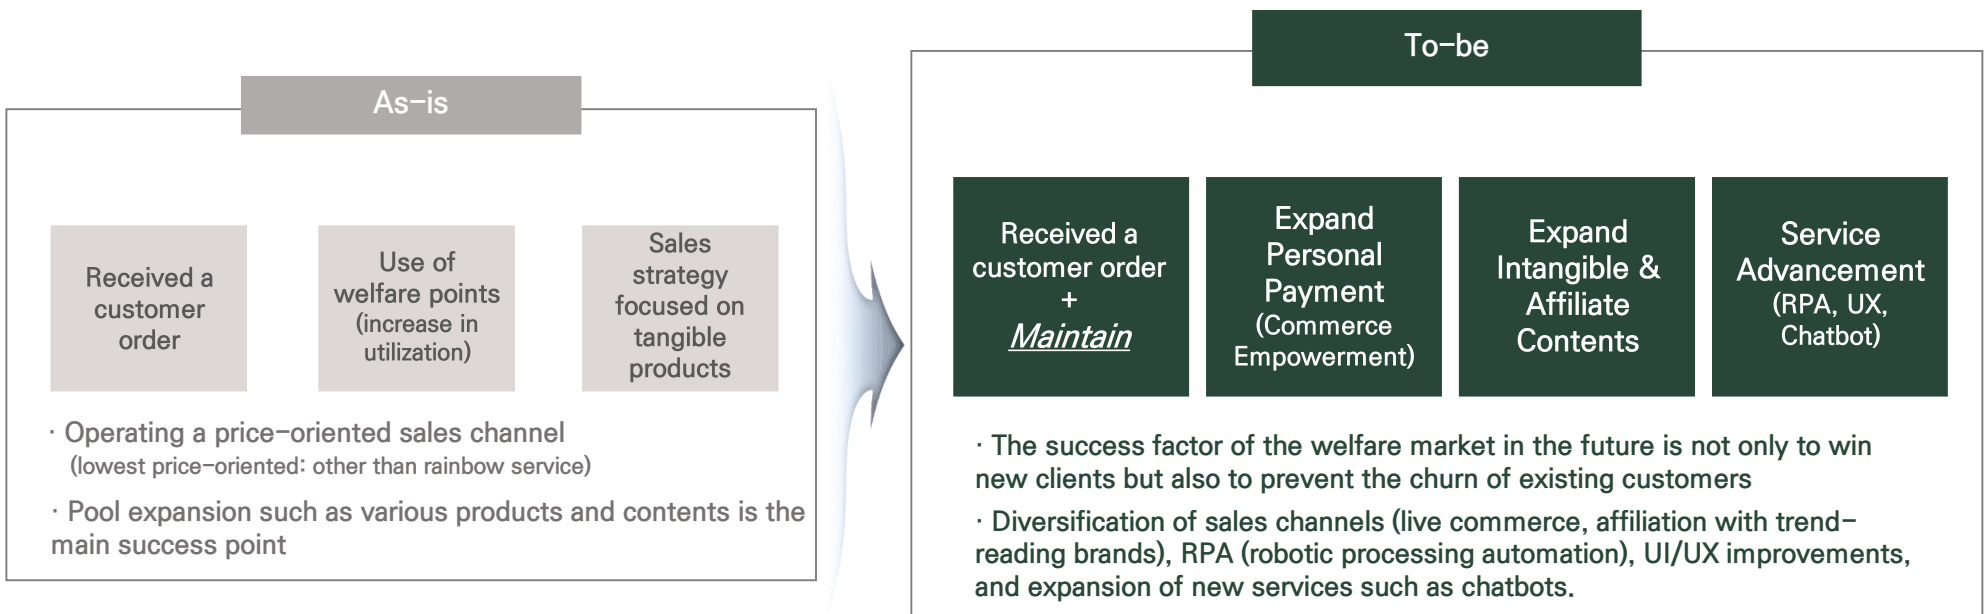 As-is
Received a
customer
order
Use of
welfare points
(increase in
utilization)
Sales
strategy
focused on
tangible
products
· Operating a price-oriented sales channel
(lowest price-oriented: other than rainbow service)
· Pool expansion such as various products and contents is the
main success point
To-be
Received a
customer order
+
Maintain
Expand
Personal
Payment
(Commerce
Empowerment)
Expand
Intangible &
Affiliate
Contents
Service
Advancement
(RPA, UX,
Chatbot)
· The success factor of the welfare market in the future is not only to win
new clients but also to prevent the churn of existing customers
· Diversification of sales channels (live commerce, affiliation with trend-
reading brands), RPA (robotic processing automation), UI/UX improvements,
and expansion of new services such as chatbots.